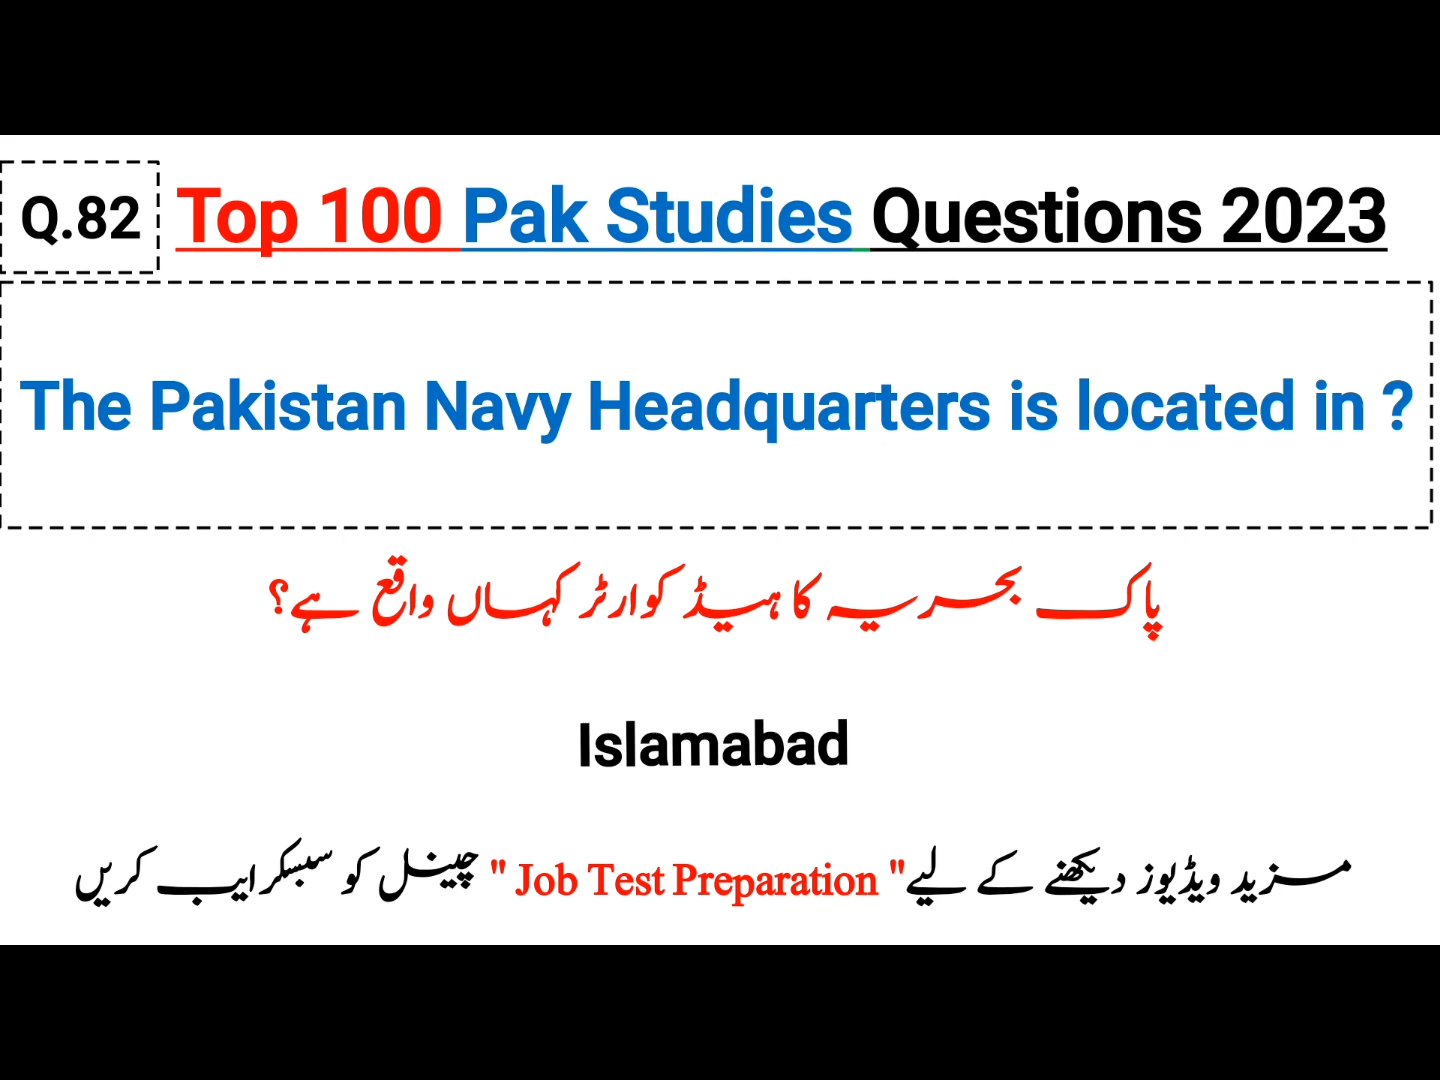 Q.82
Top 100 Pak Studies Questions 2023
The Pakistan Navy Headquarters is located in ?
پاک بحریہ کا ہیڈ کوارٹر کہاں واقع ہے؟
Islamabad
مزید ویڈیوز دیکھنے کے لیے" Job Test Preparation " چینل کو سبسکرایب کریں